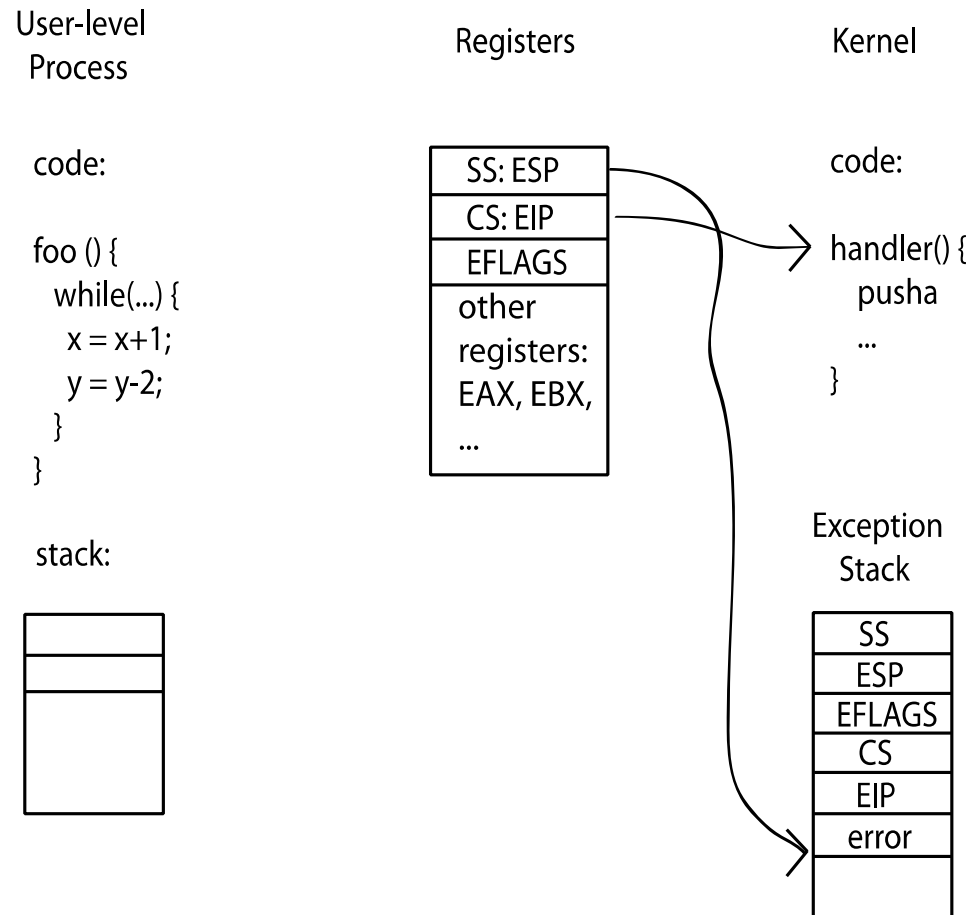 User-level
Process
code:
foo () {
while(...) {
x = x+1;
y = y-2;
}
}
stack:
Registers
SS: ESP
CS: EIP
EFLAGS
other
registers:
EAX, EBX,
...
Kernel
code:
handler() {
pusha
...
}
Exception
Stack
SS
ESP
EFLAGS
CS
EIP
error